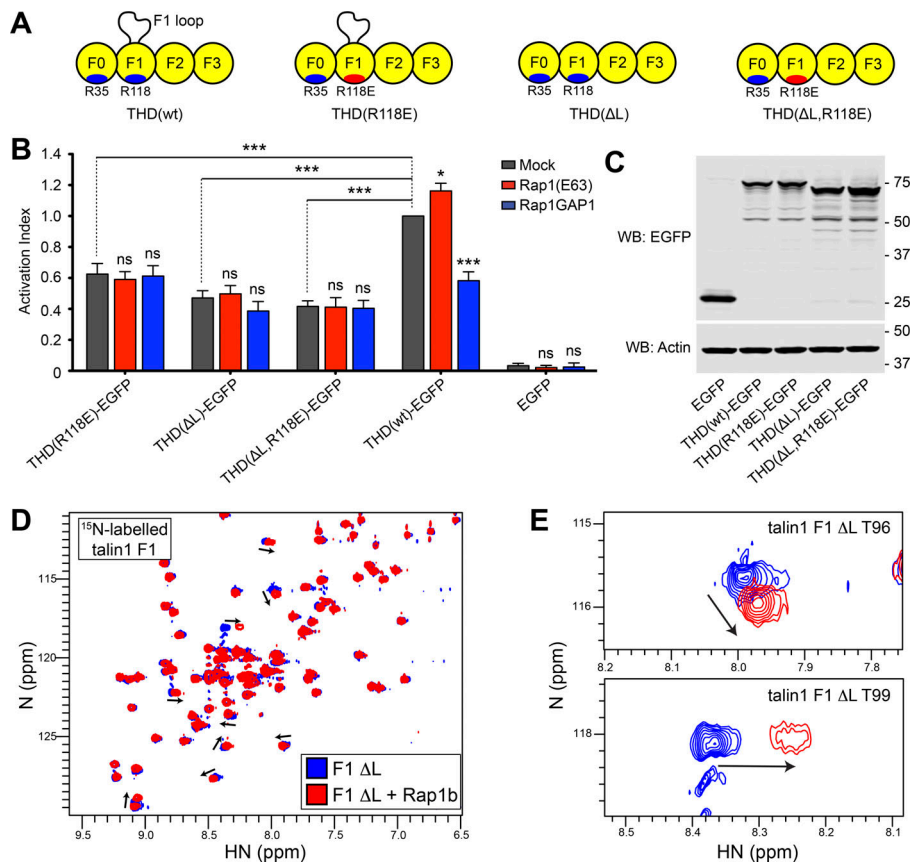 A
F1 loop
F0 F1 F2 F3
R35 R118
THD(wt)
F0 F1 F2 F3
R35 R118E
THD(R118E)
F0 F1 F2 F3
R35 R118
THD(ΔL)
F0 F1 F2 F3
R35 R118E
THD(ΔL,R118E)
B
Activation Index
1.4
1.2
1.0
0.8
0.6
0.4
0.2
0
***
***
***
*
***
ns ns
ns ns
ns ns
ns ns
Mock
Rap1(E63)
Rap1GAP1
THD(R118E)-EGFP
THD(ΔL)-EGFP
THD(ΔL,R118E)-EGFP
THD(wt)-EGFP
EGFP
C
WB: EGFP
75
50
37
25
WB: Actin
50
37
EGFP
THD(wt)-EGFP
THD(R118E)-EGFP
THD(ΔL)-EGFP
THD(ΔL,R118E)-EGFP
D
15N-labelled
talin1 F1
N (ppm)
115
120
125
F1 ΔL
F1 ΔL + Rap1b
9.5 9.0 8.5 8.0 7.5 7.0 6.5
HN (ppm)
E
talin1 F1 ΔL T96
115
116
8.2 8.1 8.0 7.9 7.8
N (ppm)
talin1 F1 ΔL T99
118
8.5 8.4 8.3 8.2 8.1
HN (ppm)